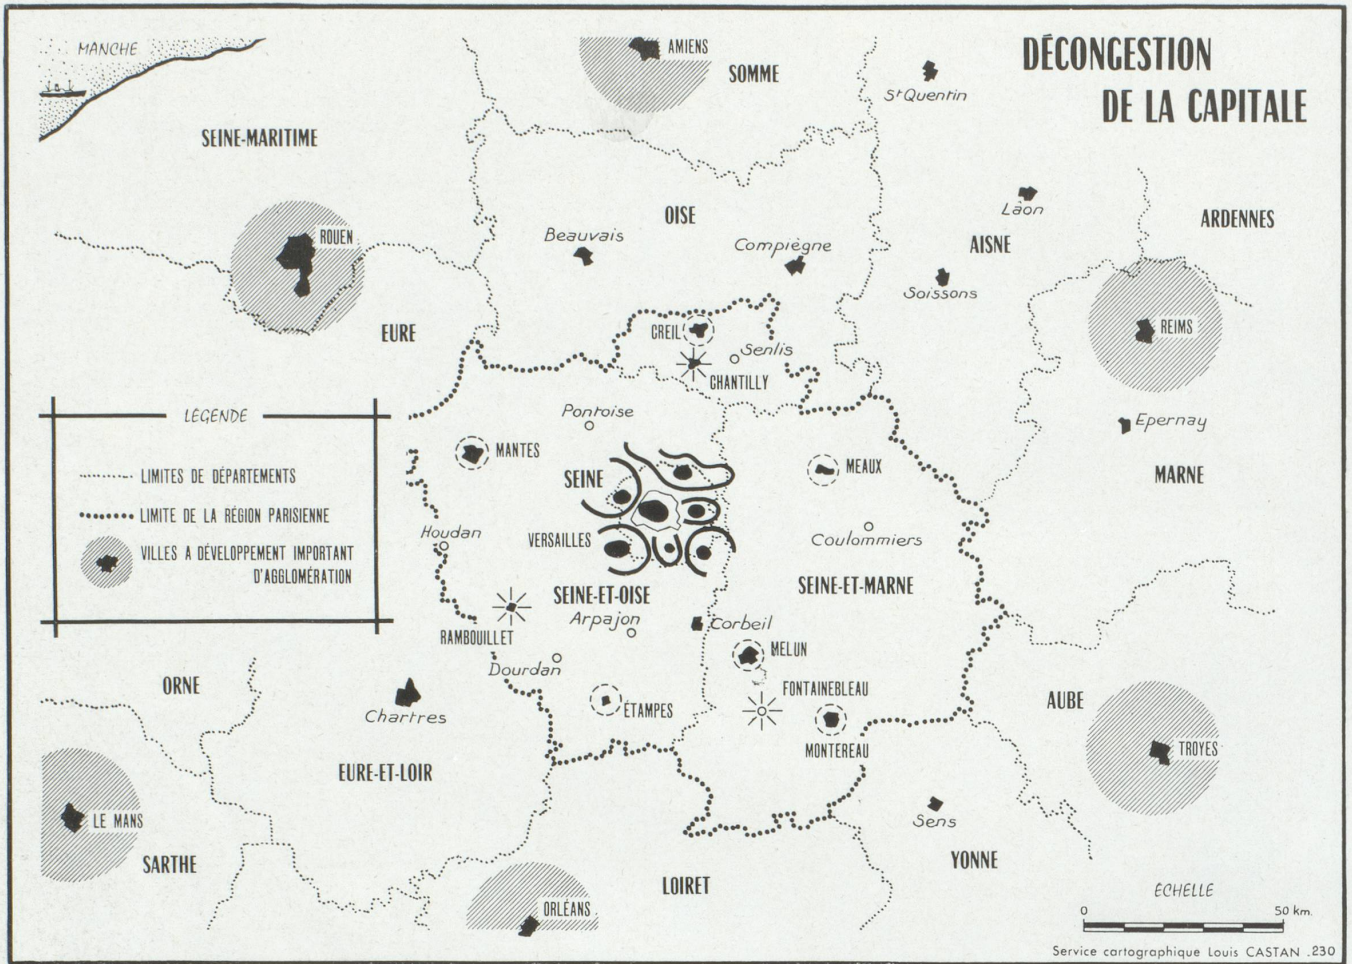 DÉCONGESTION
DE LA CAPITALE
MANCHE
AMIENS
SOMME
St Quentin
SEINE-MARITIME
Laon
ARDENNES
OISE
ROUEN
Beauvais
Compiègne
AISNE
Soissons
EURE
CREIL
Senlis
CHANTILLY
REIMS
Epernay
MARNE
LÉGENDE
LIMITES DE DÉPARTEMENTS
LIMITE DE LA RÉGION PARISIENNE
VILLES A DÉVELOPPEMENT IMPORTANT
D'AGGLOMÉRATION
Pontoise
MANTES
SEINE
MEAUX
Houdan
VERSAILLES
Coulommiers
SEINE-ET-OISE
SEINE-ET-MARNE
Arpajon
Corbeil
RAMBOUILLET
Dourdan
MELUN
ORNE
Chartres
ÉTAMPES
FONTAINEBLEAU
MONTEREAU
AUBE
TROYES
EURE-ET-LOIR
LE MANS
Sens
SARTHE
YONNE
LOIRET
ORLÉANS
ÉCHELLE
0 50 km.
Service cartographique Louis CASTAN .230